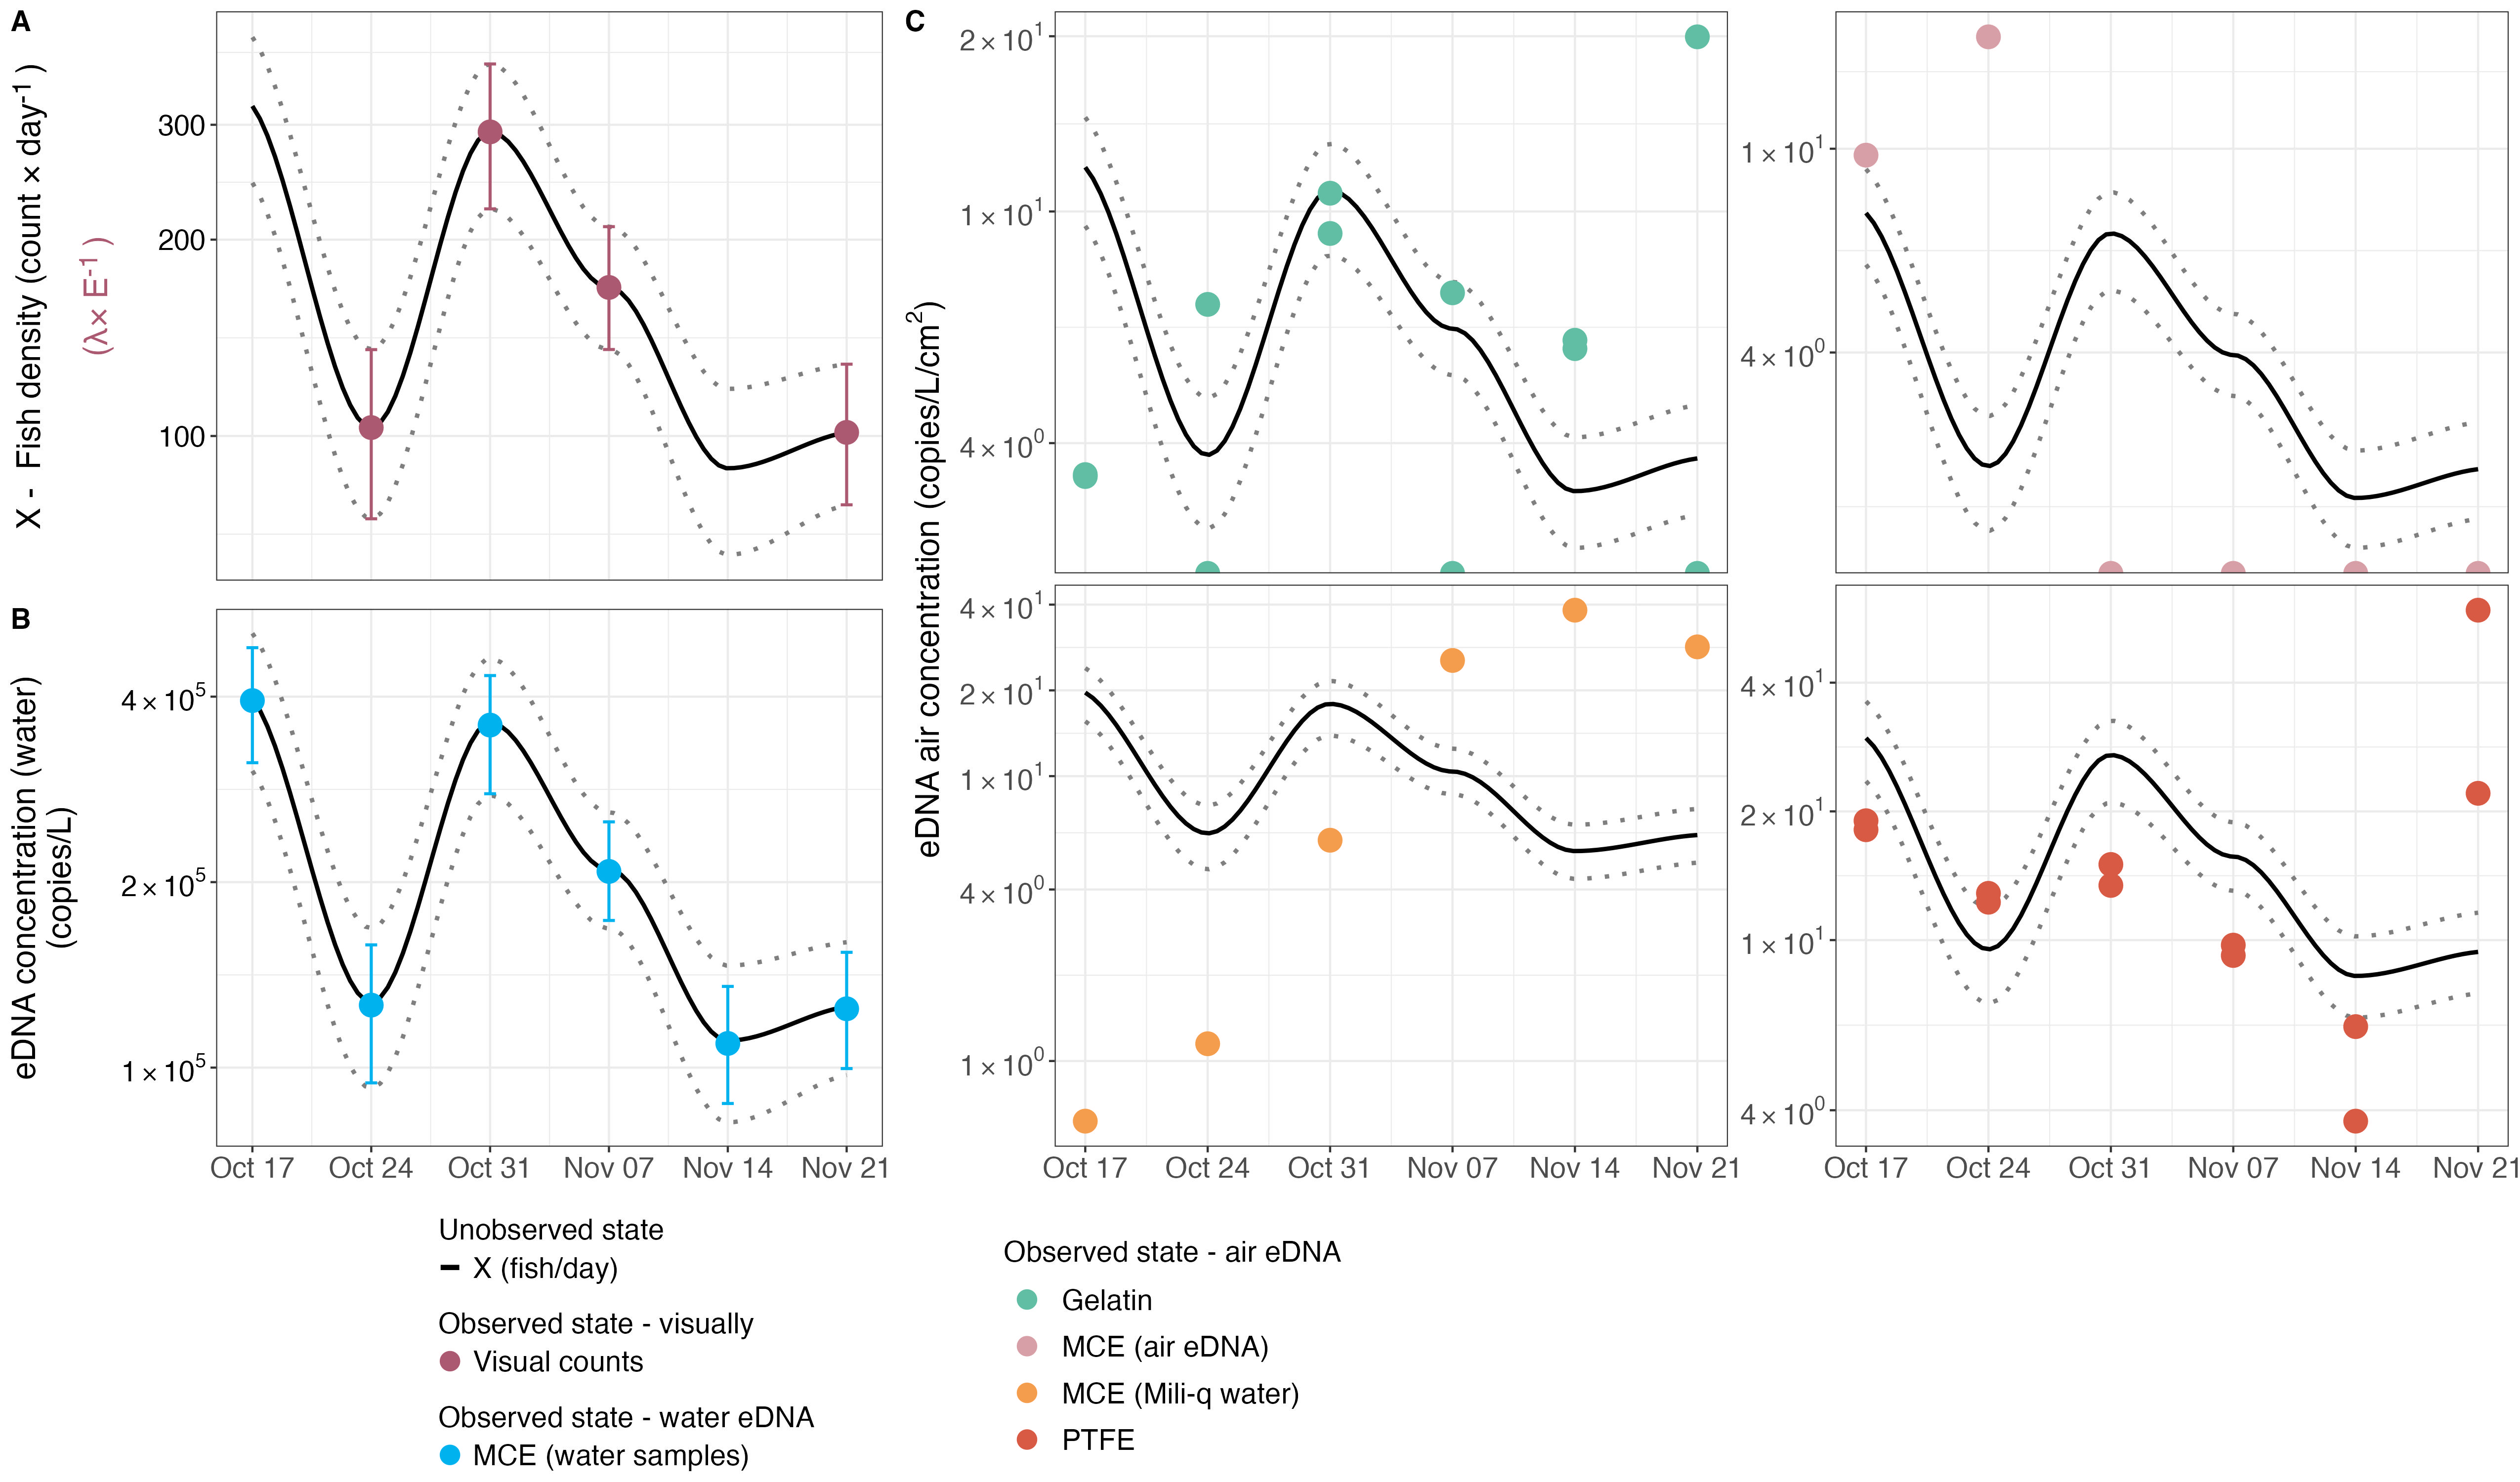 A
X - Fish density (count × day⁻¹ )
(λ× E⁻¹ )
300
200
100
B
eDNA concentration (water)
(copies/L)
4 × 10⁵
2 × 10⁵
1 × 10⁵
Oct 17 Oct 24 Oct 31 Nov 07 Nov 14 Nov 21
C
eDNA air concentration (copies/L/cm²)
2 × 10¹
1 × 10¹
4 × 10⁰
1 × 10¹
4 × 10⁰
4 × 10¹
2 × 10¹
1 × 10¹
4 × 10⁰
1 × 10⁰
Oct 17 Oct 24 Oct 31 Nov 07 Nov 14 Nov 21
4 × 10¹
2 × 10¹
1 × 10¹
4 × 10⁰
Oct 17 Oct 24 Oct 31 Nov 07 Nov 14 Nov 21
Unobserved state
X (fish/day)
Observed state - visually
Visual counts
Observed state - water eDNA
MCE (water samples)
Observed state - air eDNA
Gelatin
MCE (air eDNA)
MCE (Mili-q water)
PTFE